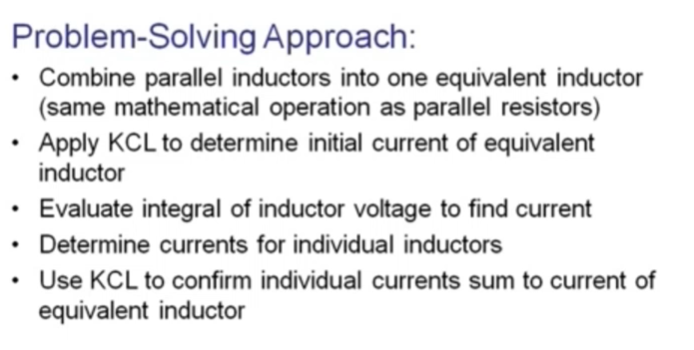 Problem-Solving Approach:
• Combine parallel inductors into one equivalent inductor
(same mathematical operation as parallel resistors)
• Apply KCL to determine initial current of equivalent
inductor
• Evaluate integral of inductor voltage to find current
• Determine currents for individual inductors
• Use KCL to confirm individual currents sum to current of
equivalent inductor